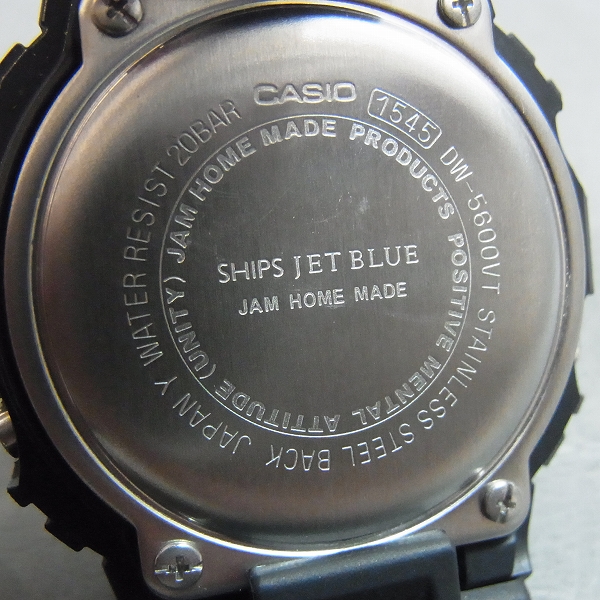 CASIO 1545 DW-5600VT STAINLESS STEEL BACK JAPAN Y WATER RESIST 20BAR
JAM HOME MADE PRODUCTS POSITIVE MENTAL ATTITUDE (UNITY)
SHIPS JET BLUE
JAM HOME MADE